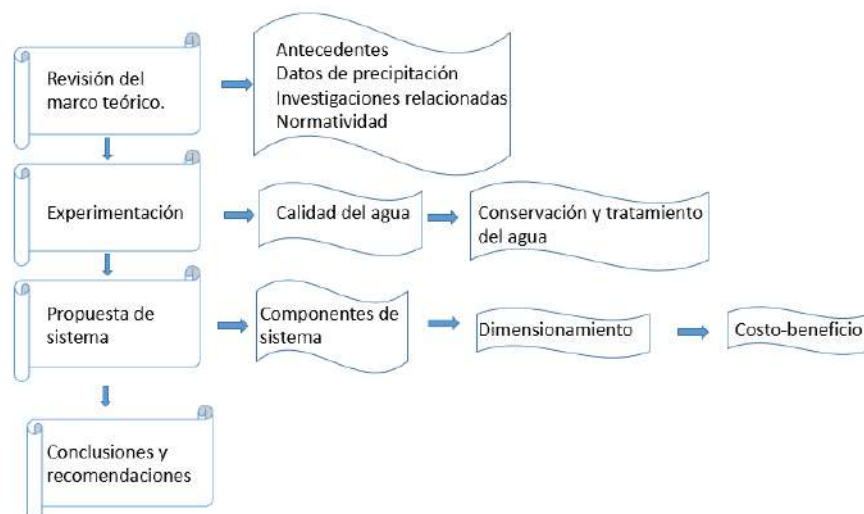 Revisión del
marco teórico.
Antecedentes
Datos de precipitación
Investigaciones relacionadas
Normatividad
Experimentación
Calidad del agua
Conservación y tratamiento
del agua
Propuesta de
sistema
Componentes de
sistema
Dimensionamiento
Costo-beneficio
Conclusiones y
recomendaciones